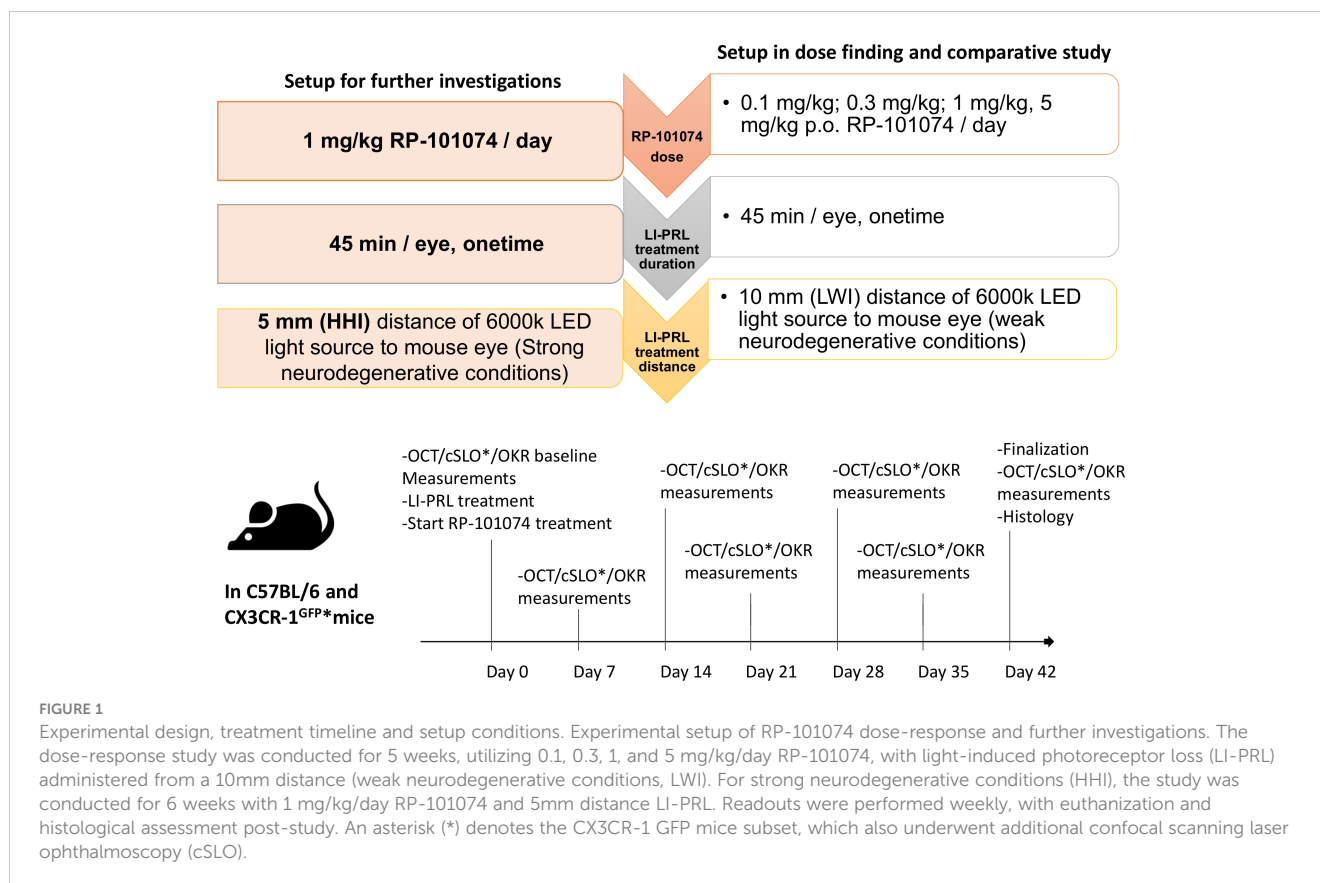 Setup in dose finding and comparative study
Setup for further investigations
1 mg/kg RP-101074 / day
RP-101074
dose
• 0.1 mg/kg; 0.3 mg/kg; 1 mg/kg, 5
mg/kg p.o. RP-101074 / day
45 min / eye, onetime
LI-PRL
treatment
duration
• 45 min / eye, onetime
5 mm (HHI) distance of 6000k LED
light source to mouse eye (Strong
neurodegenerative conditions)
LI-PRL
treatment
distance
• 10 mm (LWI) distance of 6000k LED
light source to mouse eye (weak
neurodegenerative conditions)
-OCT/cSLO*/OKR baseline
Measurements
-LI-PRL treatment
-Start RP-101074 treatment
-OCT/cSLO*/OKR
measurements
-OCT/cSLO*/OKR
measurements
-OCT/cSLO*/OKR
measurements
-OCT/cSLO*/OKR
measurements
-OCT/cSLO*/OKR
measurements
-Finalization
-OCT/cSLO*/OKR
measurements
-Histology
In C57BL/6 and
CX3CR-1GFP*mice
Day 0
Day 7
Day 14
Day 21
Day 28
Day 35
Day 42
FIGURE 1
Experimental design, treatment timeline and setup conditions. Experimental setup of RP-101074 dose-response and further investigations. The
dose-response study was conducted for 5 weeks, utilizing 0.1, 0.3, 1, and 5 mg/kg/day RP-101074, with light-induced photoreceptor loss (LI-PRL)
administered from a 10mm distance (weak neurodegenerative conditions, LWI). For strong neurodegenerative conditions (HHI), the study was
conducted for 6 weeks with 1 mg/kg/day RP-101074 and 5mm distance LI-PRL. Readouts were performed weekly, with euthanization and
histological assessment post-study. An asterisk (*) denotes the CX3CR-1 GFP mice subset, which also underwent additional confocal scanning laser
ophthalmoscopy (cSLO).